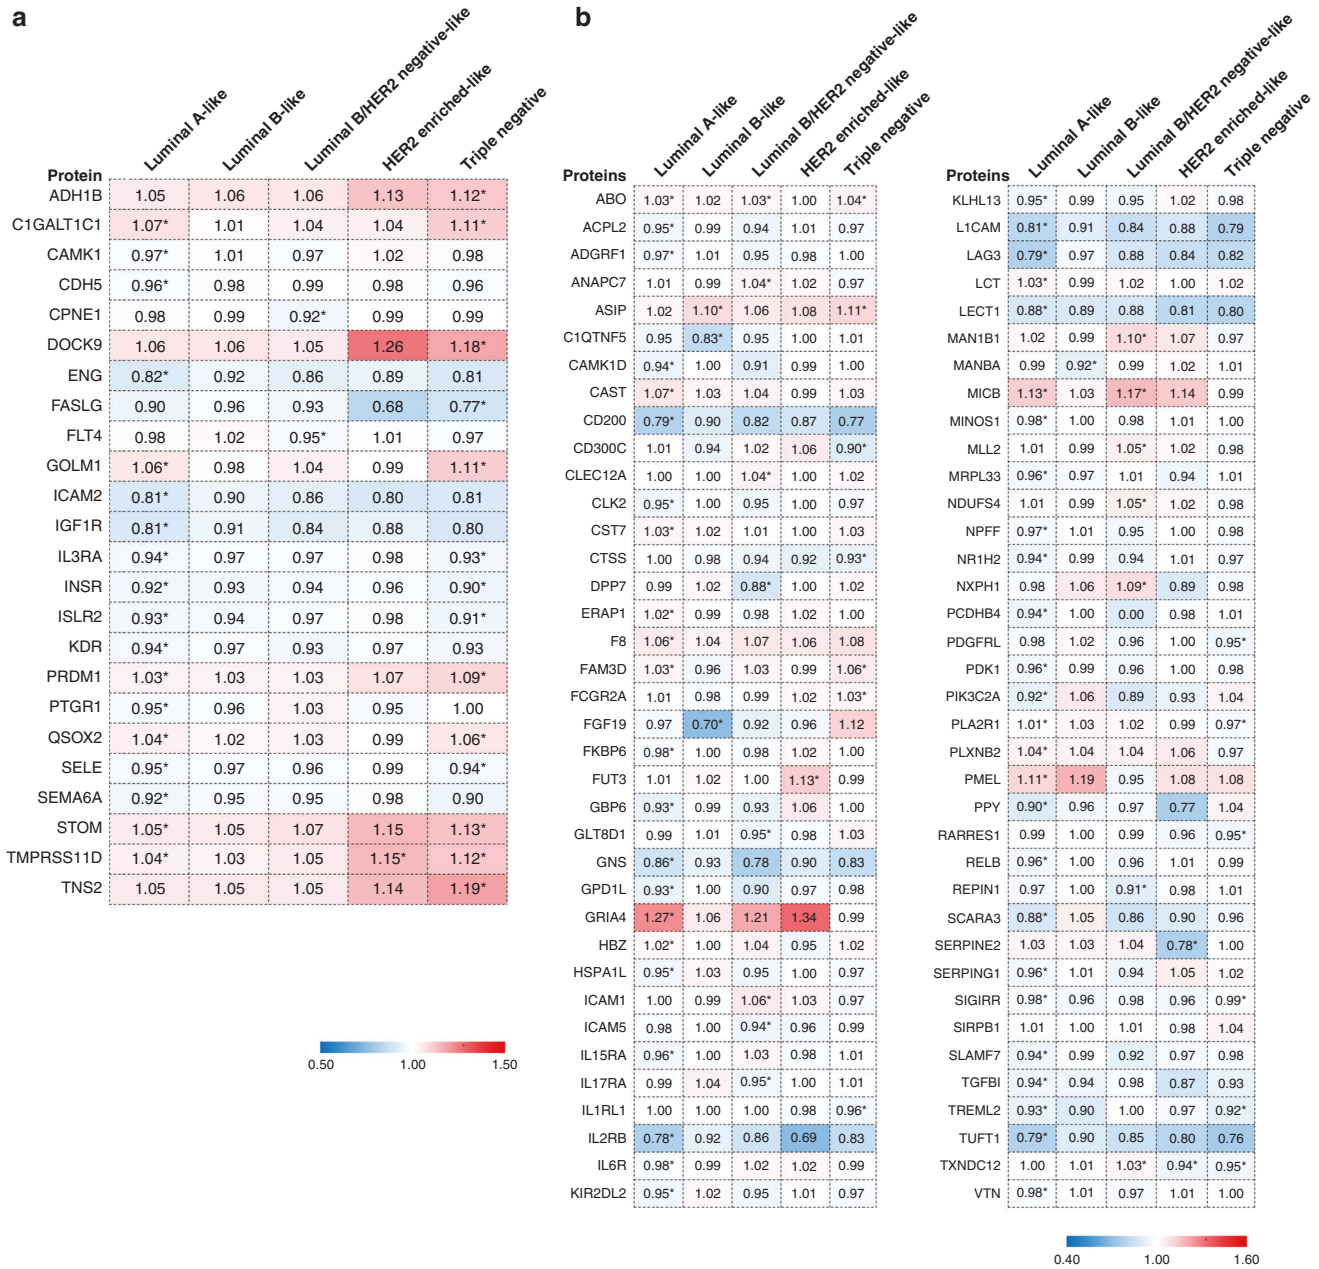 a
Luminal A-like
Luminal B-like
Luminal B/HER2 negative-like
HER2 enriched-like
Triple negative
Protein
ADH1B 1.05 1.06 1.06 1.13 1.12*
C1GALT1C1 1.07* 1.01 1.04 1.04 1.11*
CAMK1 0.97* 1.01 0.97 1.02 0.98
CDH5 0.96* 0.98 0.99 0.98 0.96
CPNE1 0.98 0.99 0.92* 0.99 0.99
DOCK9 1.06 1.06 1.05 1.26 1.18*
ENG 0.82* 0.92 0.86 0.89 0.81
FASLG 0.90 0.96 0.93 0.68 0.77*
FLT4 0.98 1.02 0.95* 1.01 0.97
GOLM1 1.06* 0.98 1.04 0.99 1.11*
ICAM2 0.81* 0.90 0.86 0.80 0.81
IGF1R 0.81* 0.91 0.84 0.88 0.80
IL3RA 0.94* 0.97 0.97 0.98 0.93*
INSR 0.92* 0.93 0.94 0.96 0.90*
ISLR2 0.93* 0.94 0.97 0.98 0.91*
KDR 0.94* 0.97 0.93 0.97 0.93
PRDM1 1.03* 1.03 1.03 1.07 1.09*
PTGR1 0.95* 0.96 1.03 0.95 1.00
QSOX2 1.04* 1.02 1.03 0.99 1.06*
SELE 0.95* 0.97 0.96 0.99 0.94*
SEMA6A 0.92* 0.95 0.95 0.98 0.90
STOM 1.05* 1.05 1.07 1.15 1.13*
TMPRSS11D 1.04* 1.03 1.05 1.15* 1.12*
TNS2 1.05 1.05 1.05 1.14 1.19*
0.50 1.00 1.50
b
Luminal A-like
Luminal B-like
Luminal B/HER2 negative-like
HER2 enriched-like
Triple negative
Proteins
ABO 1.03* 1.02 1.03* 1.00 1.04*
ACPL2 0.95* 0.99 0.94 1.01 0.97
ADGRF1 0.97* 1.01 0.95 0.98 1.00
ANAPC7 1.01 0.99 1.04* 1.02 0.97
ASIP 1.02 1.10* 1.06 1.08 1.11*
C1QTNF5 0.95 0.83* 0.95 1.00 1.01
CAMK1D 0.94* 1.00 0.91 0.99 1.00
CAST 1.07* 1.03 1.04 0.99 1.03
CD200 0.79* 0.90 0.82 0.87 0.77
CD300C 1.01 0.94 1.02 1.06 0.90*
CLEC12A 1.00 1.00 1.04* 1.00 1.02
CLK2 0.95* 1.00 0.95 1.00 0.97
CST7 1.03* 1.02 1.01 1.00 1.03
CTSS 1.00 0.98 0.94 0.92 0.93*
DPP7 0.99 1.02 0.88* 1.00 1.02
ERAP1 1.02* 0.99 0.98 1.02 1.00
F8 1.06* 1.04 1.07 1.06 1.08
FAM3D 1.03* 0.96 1.03 0.99 1.06*
FCGR2A 1.01 0.98 0.99 1.02 1.03*
FGF19 0.97 0.70* 0.92 0.96 1.12
FKBP6 0.98* 1.00 0.98 1.02 1.00
FUT3 1.01 1.02 1.00 1.13* 0.99
GBP6 0.93* 0.99 0.93 1.06 1.00
GLT8D1 0.99 1.01 0.95* 0.98 1.03
GNS 0.86* 0.93 0.78 0.90 0.83
GPD1L 0.93* 1.00 0.90 0.97 0.98
GRIA4 1.27* 1.06 1.21 1.34 0.99
HBZ 1.02* 1.00 1.04 0.95 1.02
HSPA1L 0.95* 1.03 0.95 1.00 0.97
ICAM1 1.00 0.99 1.06* 1.03 0.97
ICAM5 0.98 1.00 0.94* 0.96 0.99
IL15RA 0.96* 1.00 1.03 0.98 1.01
IL17RA 0.99 1.04 0.95* 1.00 1.01
IL1RL1 1.00 1.00 1.00 0.98 0.96*
IL2RB 0.78* 0.92 0.86 0.69 0.83
IL6R 0.98* 0.99 1.02 1.02 0.99
KIR2DL2 0.95* 1.02 0.95 1.01 0.97
Luminal A-like
Luminal B-like
Luminal B/HER2 negative-like
HER2 enriched-like
Triple negative
Proteins
KLHL13 0.95* 0.99 0.95 1.02 0.98
L1CAM 0.81* 0.91 0.84 0.88 0.79
LAG3 0.79* 0.97 0.88 0.84 0.82
LCT 1.03* 0.99 1.02 1.00 1.02
LECT1 0.88* 0.89 0.88 0.81 0.80
MAN1B1 1.02 0.99 1.10* 1.07 0.97
MANBA 0.99 0.92* 0.99 1.02 1.01
MICB 1.13* 1.03 1.17* 1.14 0.99
MINOS1 0.98* 1.00 0.98 1.01 1.00
MLL2 1.01 0.99 1.05* 1.02 0.98
MRPL33 0.96* 0.97 1.01 0.94 1.01
NDUFS4 1.01 0.99 1.05* 1.02 0.98
NPFF 0.97* 1.01 0.95 1.00 0.98
NR1H2 0.94* 0.99 0.94 1.01 0.97
NXPH1 0.98 1.06 1.09* 0.89 0.98
PCDHB4 0.94* 1.00 0.00 0.98 1.01
PDGFRL 0.98 1.02 0.96 1.00 0.95*
PDK1 0.96* 0.99 0.96 1.00 0.98
PIK3C2A 0.92* 1.06 0.89 0.93 1.04
PLA2R1 1.01* 1.03 1.02 0.99 0.97*
PLXNB2 1.04* 1.04 1.04 1.06 0.97
PMEL 1.11* 1.19 0.95 1.08 1.08
PPY 0.90* 0.96 0.97 0.77 1.04
RARRES1 0.99 1.00 0.99 0.96 0.95*
RELB 0.96* 1.00 0.96 1.01 0.99
REPIN1 0.97 1.00 0.91* 0.98 1.01
SCARA3 0.88* 1.05 0.86 0.90 0.96
SERPINE2 1.03 1.03 1.04 0.78* 1.00
SERPING1 0.96* 1.01 0.94 1.05 1.02
SIGIRR 0.98* 0.96 0.98 0.96 0.99*
SIRPB1 1.01 1.00 1.01 0.98 1.04
SLAMF7 0.94* 0.99 0.92 0.97 0.98
TGFBI 0.94* 0.94 0.98 0.87 0.93
TREML2 0.93* 0.90 1.00 0.97 0.92*
TUFT1 0.79* 0.90 0.85 0.80 0.76
TXNDC12 1.00 1.01 1.03* 0.94* 0.95*
VTN 0.98* 1.01 0.97 1.01 1.00
0.40 1.00 1.60